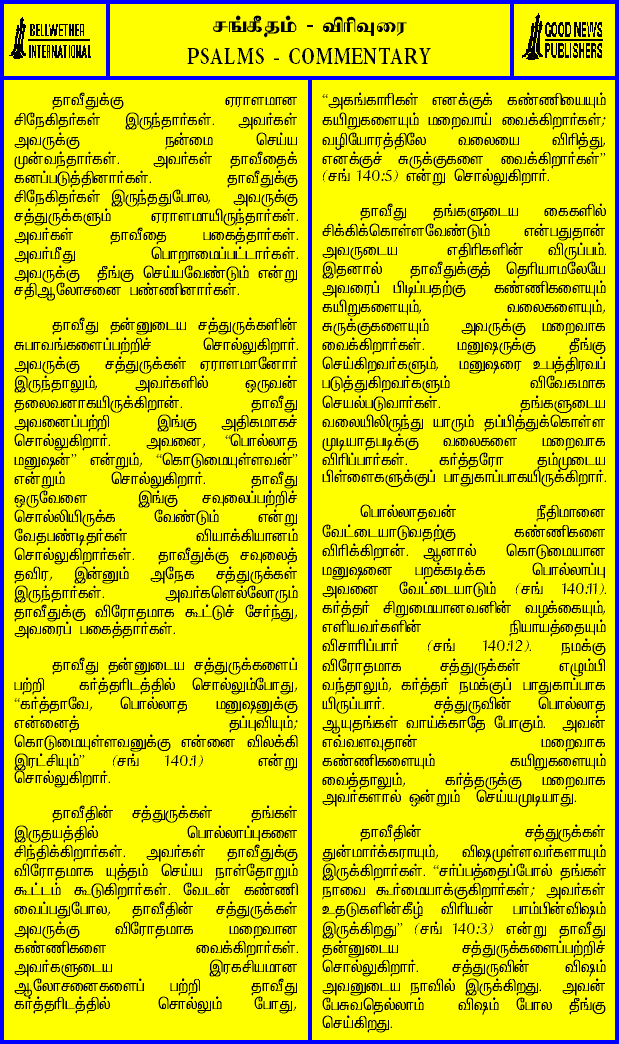 BELLWETHER
INTERNATIONAL
சங்கீதம் - விரிவுரை
PSALMS - COMMENTARY
GOOD NEWS
PUBLISHERS
தாவீதுக்கு ஏராளமான
சிநேகிதர்கள் இருந்தார்கள். அவர்கள்
அவருக்கு நன்மை செய்ய
முன்வந்தார்கள். அவர்கள் தாவீதைக்
கனப்படுத்தினார்கள். தாவீதுக்கு
சிநேகிதர்கள் இருந்ததுபோல, அவருக்கு
சத்துருக்களும் ஏராளமாயிருந்தார்கள்.
அவர்கள் தாவீதை பகைத்தார்கள்.
அவர்மீது பொறாமைப்பட்டார்கள்.
அவருக்கு தீங்கு செய்யவேண்டும் என்று
சதிஆலோசனை பண்ணினார்கள்.
தாவீது தன்னுடைய சத்துருக்களின்
சுபாவங்களைப்பற்றிச் சொல்லுகிறார்.
அவருக்கு சத்துருக்கள் ஏராளமானோர்
இருந்தாலும், அவர்களில் ஒருவன்
தலைவனாகயிருக்கிறான். தாவீது
அவனைப்பற்றி இங்கு அதிகமாகச்
சொல்லுகிறார். அவனை, “பொல்லாத
மனுஷன்” என்றும், “கொடுமையுள்ளவன்”
என்றும் சொல்லுகிறார். தாவீது
ஒருவேளை இங்கு சவுலைப்பற்றிச்
சொல்லியிருக்க வேண்டும் என்று
வேதபண்டிதர்கள் வியாக்கியானம்
சொல்லுகிறார்கள். தாவீதுக்கு சவுலைத்
தவிர, இன்னும் அநேக சத்துருக்கள்
இருந்தார்கள். அவர்களெல்லோரும்
தாவீதுக்கு விரோதமாக கூட்டுச் சேர்ந்து,
அவரைப் பகைத்தார்கள்.
தாவீது தன்னுடைய சத்துருக்களைப்
பற்றி கர்த்தரிடத்தில் சொல்லும்போது,
“கர்த்தாவே, பொல்லாத மனுஷனுக்கு
என்னைத் தப்புவியும்;
கொடுமையுள்ளவனுக்கு என்னை விலக்கி
இரட்சியும்” (சங் 140:1) என்று
சொல்லுகிறார்.
தாவீதின் சத்துருக்கள் தங்கள்
இருதயத்தில் பொல்லாப்புகளை
சிந்திக்கிறார்கள். அவர்கள் தாவீதுக்கு
விரோதமாக யுத்தம் செய்ய நாள்தோறும்
கூட்டம் கூடுகிறார்கள். வேடன் கண்ணி
வைப்பதுபோல, தாவீதின் சத்துருக்கள்
அவருக்கு விரோதமாக மறைவான
கண்ணிகளை வைக்கிறார்கள்.
அவர்களுடைய இரகசியமான
ஆலோசனைகளைப் பற்றி தாவீது
கர்த்தரிடத்தில் சொல்லும் போது,
“அகங்காரிகள் எனக்குக் கண்ணியையும்
கயிறுகளையும் மறைவாய் வைக்கிறார்கள்;
வழியோரத்திலே வலையை விரித்து,
எனக்குச் சுருக்குகளை வைக்கிறார்கள்”
(சங் 140:5) என்று சொல்லுகிறார்.
தாவீது தங்களுடைய கைகளில்
சிக்கிக்கொள்ளவேண்டும் என்பதுதான்
அவருடைய எதிரிகளின் விருப்பம்.
இதனால் தாவீதுக்குத் தெரியாமலேயே
அவரைப் பிடிப்பதற்கு கண்ணிகளையும்
கயிறுகளையும், வலைகளையும்,
சுருக்குகளையும் அவருக்கு மறைவாக
வைக்கிறார்கள். மனுஷருக்கு தீங்கு
செய்கிறவர்களும், மனுஷரை உபத்திரவப்
படுத்துகிறவர்களும் விவேகமாக
செயல்படுவார்கள். தங்களுடைய
வலையிலிருந்து யாரும் தப்பித்துக்கொள்ள
முடியாதபடிக்கு வலைகளை மறைவாக
விரிப்பார்கள். கர்த்தரோ தம்முடைய
பிள்ளைகளுக்குப் பாதுகாப்பாகயிருக்கிறார்.
பொல்லாதவன் நீதிமானை
வேட்டையாடுவதற்கு கண்ணிகளை
விரிக்கிறான். ஆனால் கொடுமையான
மனுஷனை பறக்கடிக்க பொல்லாப்பு
அவனை வேட்டையாடும் (சங் 140:11).
கர்த்தர் சிறுமையானவனின் வழக்கையும்,
எளியவர்களின் நியாயத்தையும்
விசாரிப்பார் (சங் 140:12). நமக்கு
விரோதமாக சத்துருக்கள் எழும்பி
வந்தாலும், கர்த்தர் நமக்குப் பாதுகாப்பாக
யிருப்பார். சத்துருவின் பொல்லாத
ஆயுதங்கள் வாய்க்காதே போகும். அவன்
எவ்வளவுதான் மறைவாக
கண்ணிகளையும் கயிறுகளையும்
வைத்தாலும், கர்த்தருக்கு மறைவாக
அவர்களால் ஒன்றும் செய்யமுடியாது.
தாவீதின் சத்துருக்கள்
துன்மார்க்கராயும், விஷமுள்ளவர்களாயும்
இருக்கிறார்கள். “சர்ப்பத்தைப்போல் தங்கள்
நாவை கூர்மையாக்குகிறார்கள்; அவர்கள்
உதடுகளின்கீழ் விரியன் பாம்பின்விஷம்
இருக்கிறது” (சங் 140:3) என்று தாவீது
தன்னுடைய சத்துருக்களைப்பற்றிச்
சொல்லுகிறார். சத்துருவின் விஷம்
அவனுடைய நாவில் இருக்கிறது. அவன்
பேசுவதெல்லாம் விஷம் போல தீங்கு
செய்கிறது.